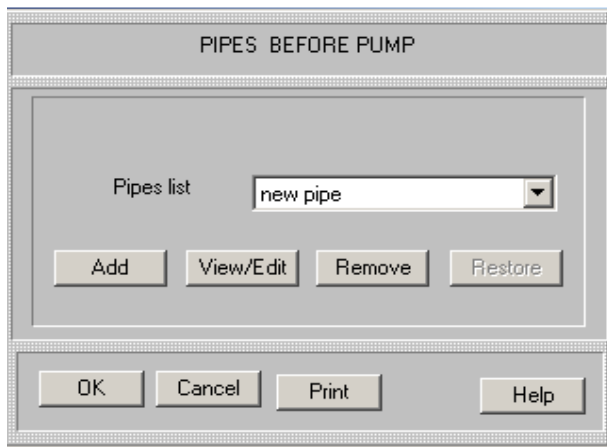 PIPES BEFORE PUMP
Pipes list new pipe
Add View/Edit Remove Restore
OK Cancel Print Help